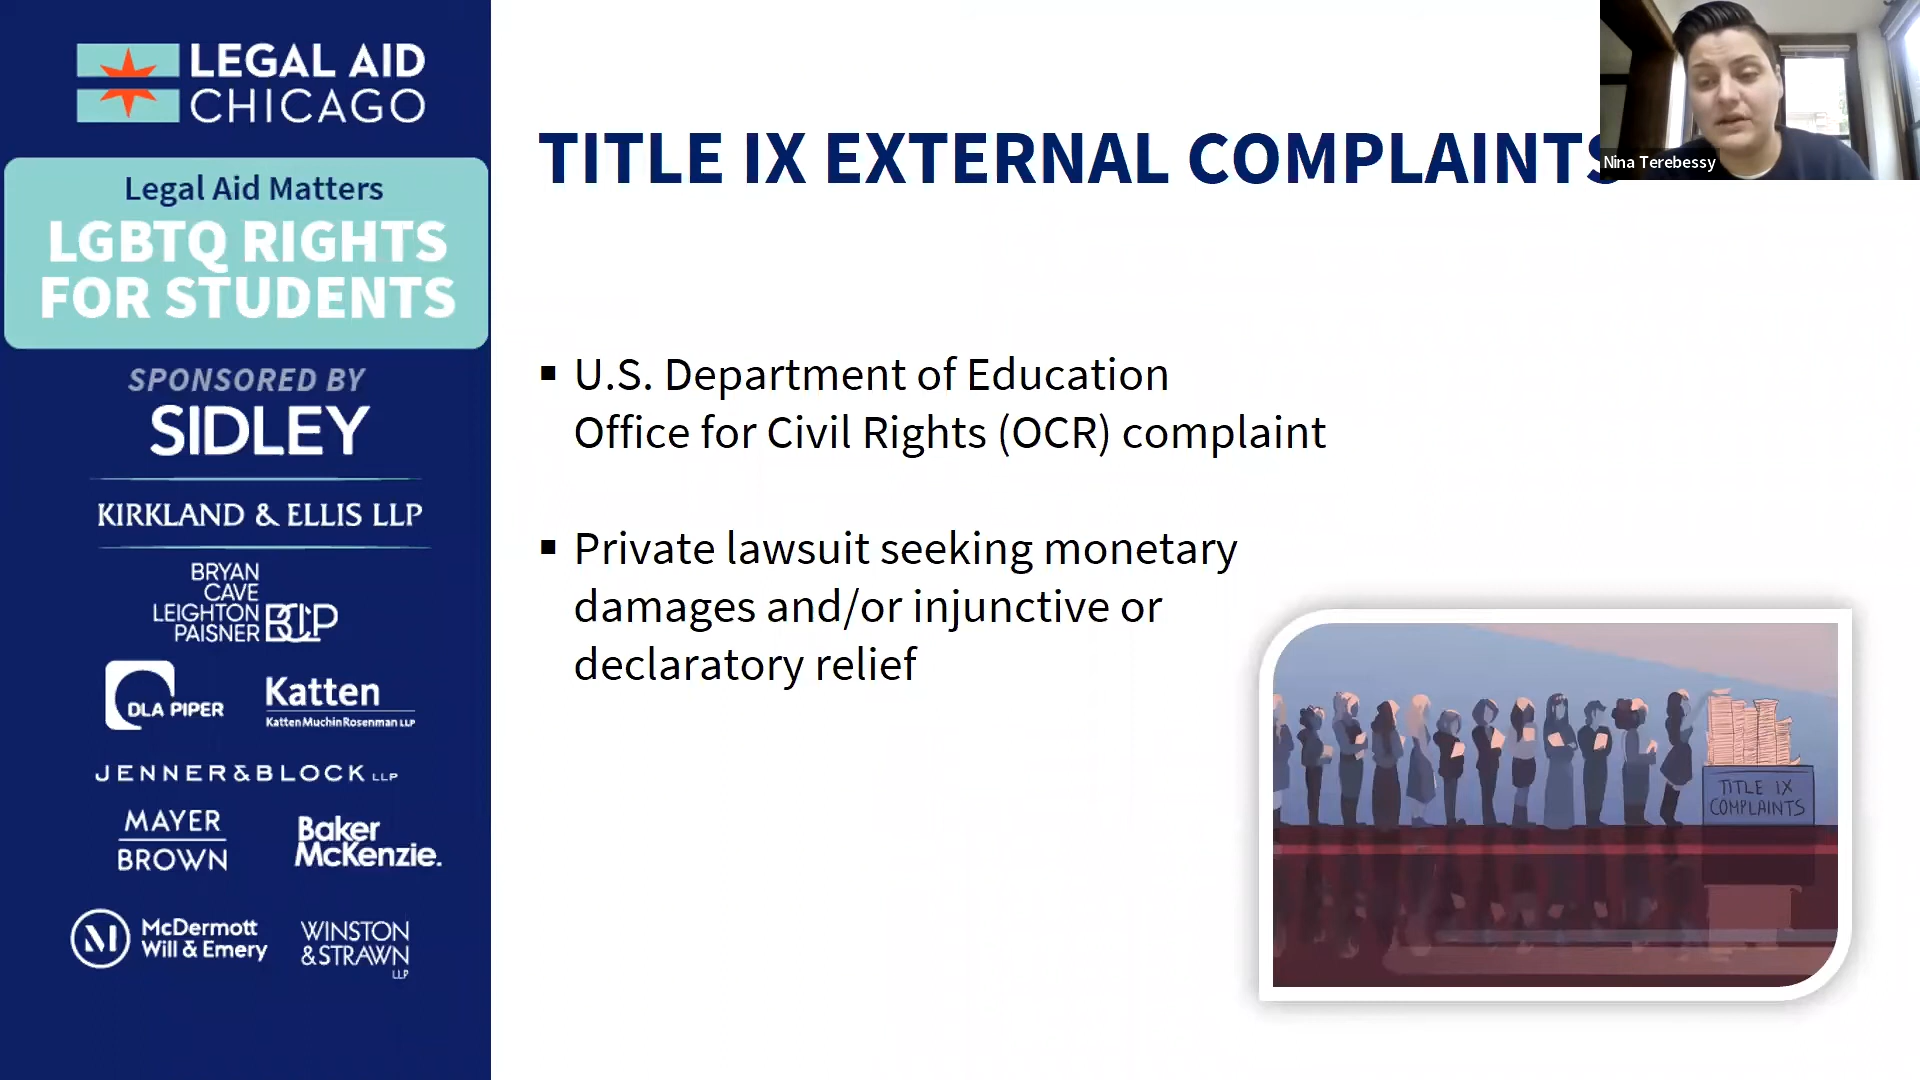 LEGAL AID
CHICAGO
Legal Aid Matters
LGBTQ RIGHTS
FOR STUDENTS
SPONSORED BY
SIDLEY
KIRKLAND & ELLIS LLP
BRYAN
CAVE
LEIGHTON
PAISNER BCLP
DLA PIPER
Katten
Katten Muchin Rosenman LLP
JENNER & BLOCK LLP
MAYER
BROWN
Baker
McKenzie.
M
McDermott
Will & Emery
WINSTON
& STRAWN
LLP
TITLE IX EXTERNAL COMPLAINTS
Nina Terebessy
▪ U.S. Department of Education
Office for Civil Rights (OCR) complaint
▪ Private lawsuit seeking monetary
damages and/or injunctive or
declaratory relief
TITLE IX
COMPLAINTS